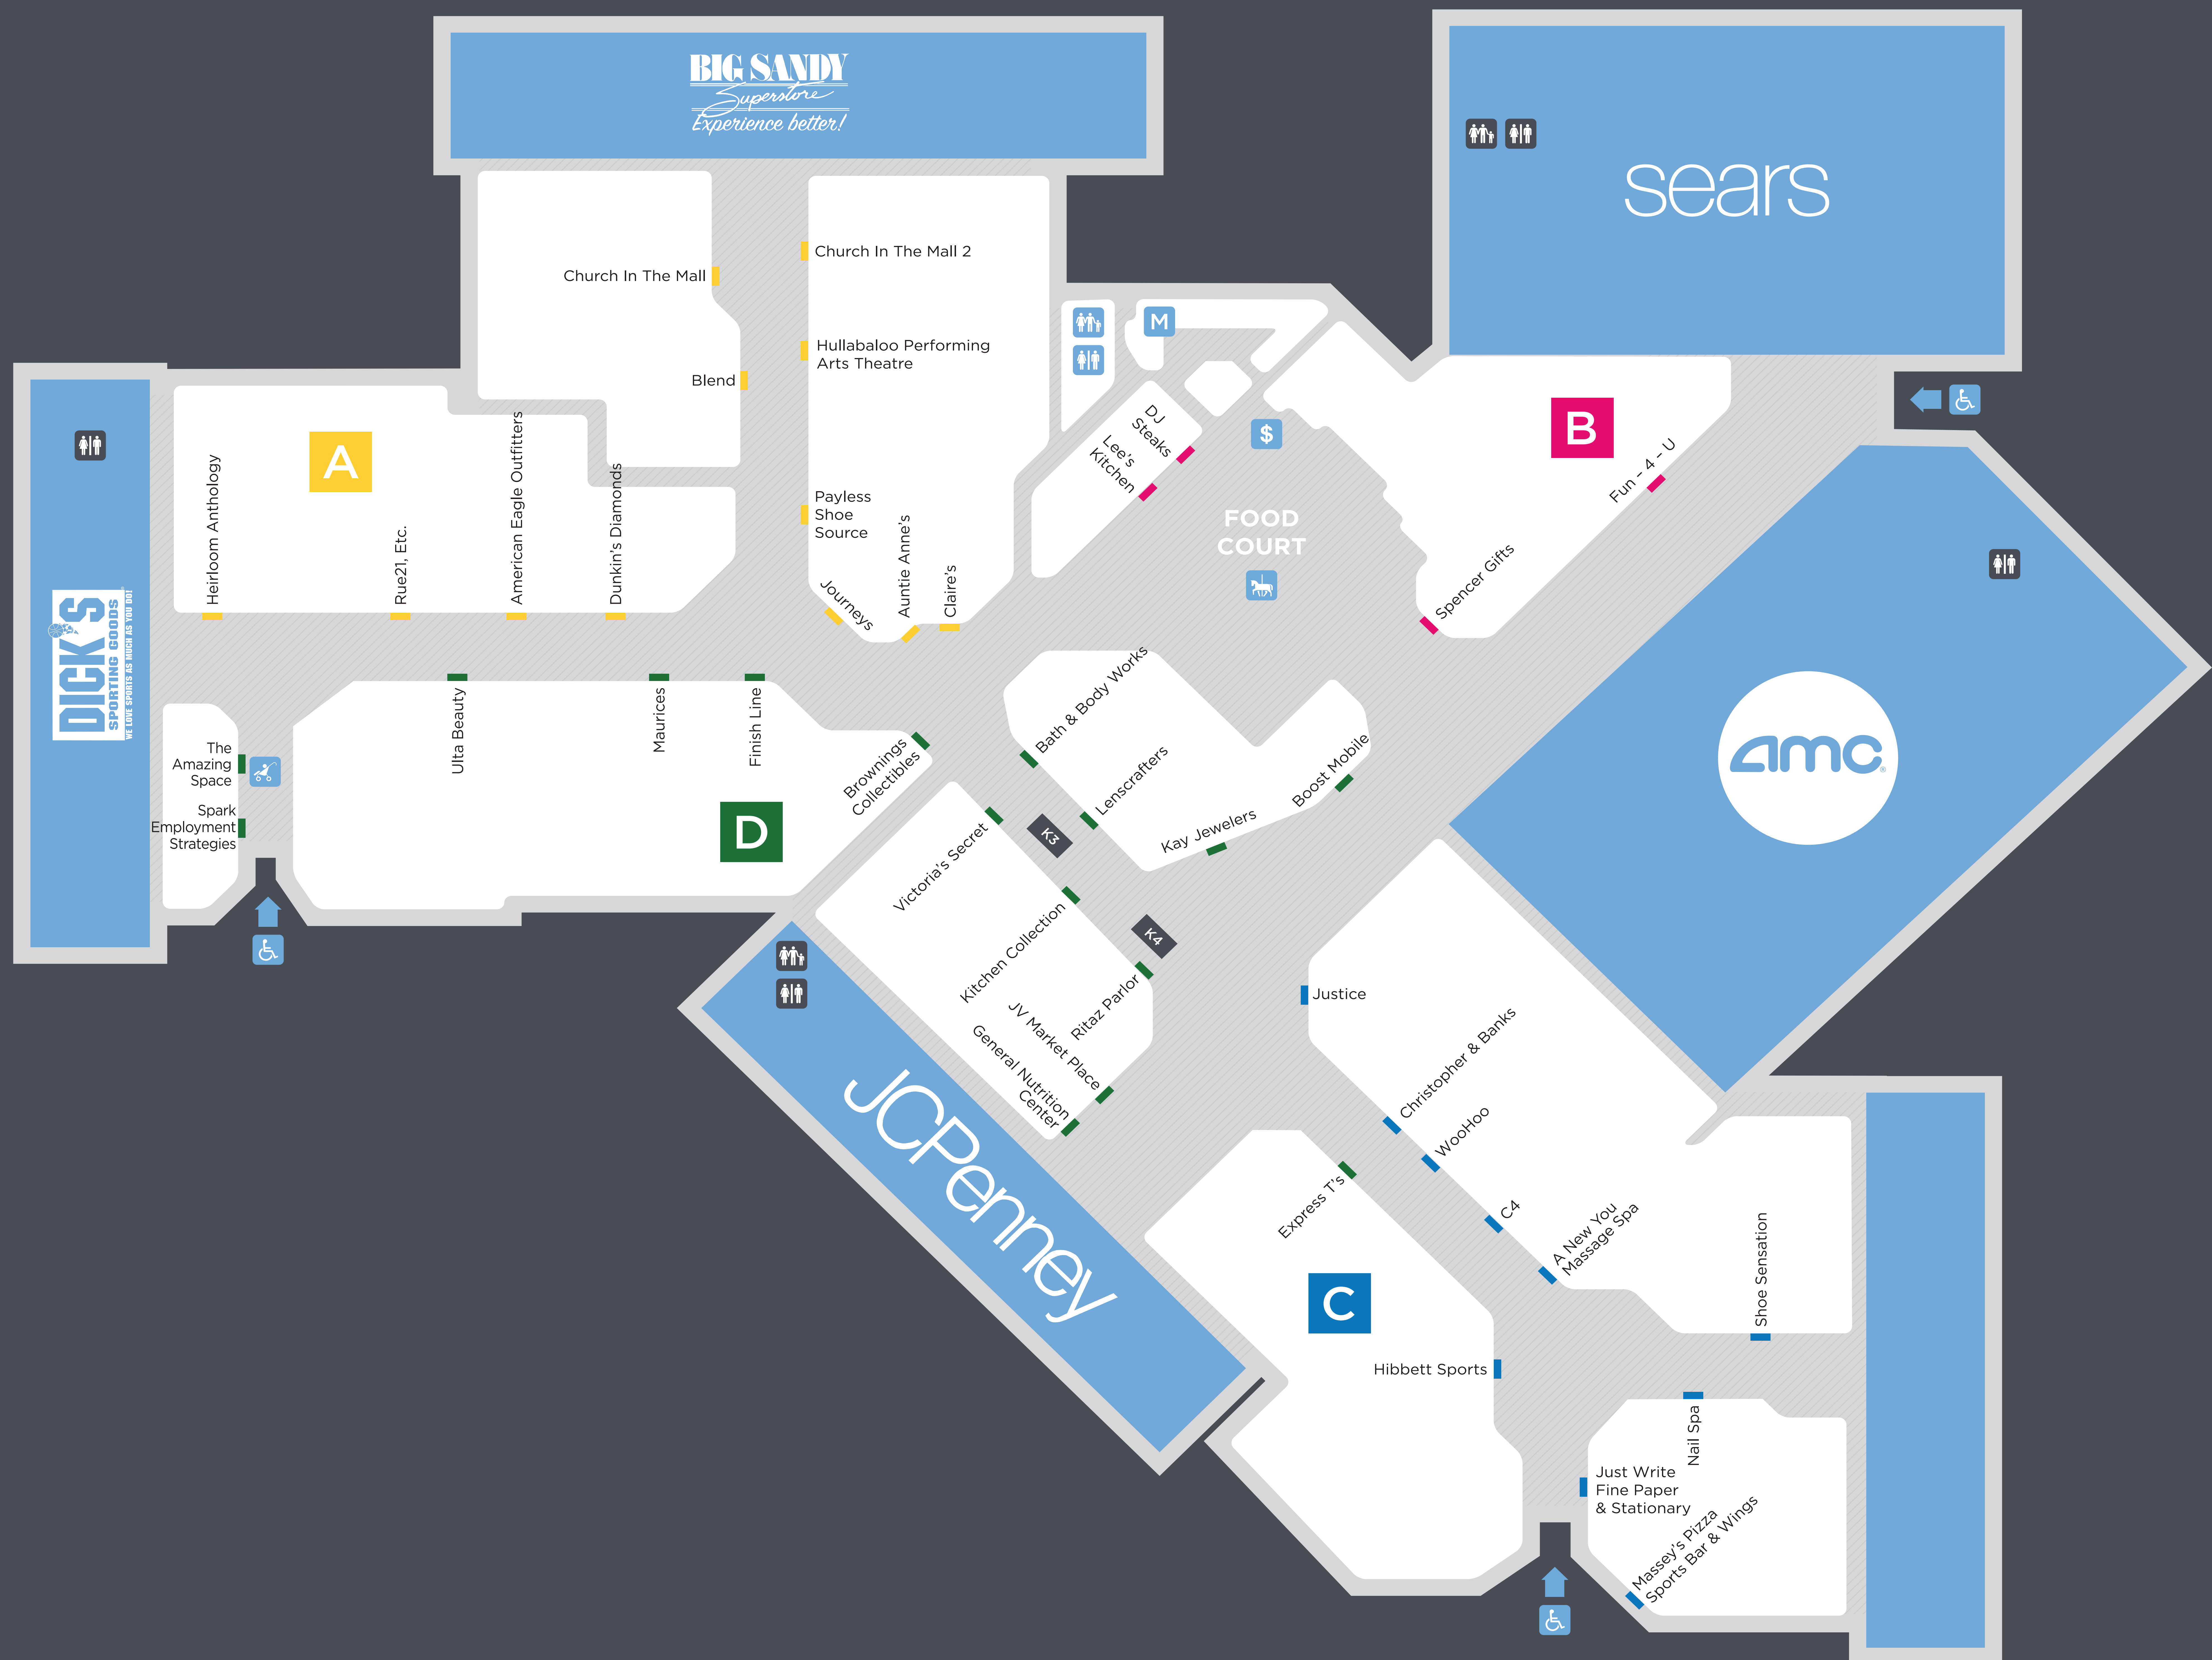 BIG SANDY
Superstore
Experience better!
sears
Church In The Mall
Church In The Mall 2
Hullabaloo Performing
Arts Theatre
Blend
M
DJ
Steaks
Lee's
Kitchen
$
B
Fun - 4 - U
A
Heirloom Anthology
Rue21, Etc.
American Eagle Outfitters
Dunkin's Diamonds
Payless
Shoe
Source
Journeys
Auntie Anne's
Claire's
FOOD
COURT
Spencer Gifts
DICK'S
SPORTING GOODS
WE LOVE SPORTS AS MUCH AS YOU DO!
amc
The
Amazing
Space
Spark
Employment
Strategies
Ulta Beauty
Maurices
Finish Line
Brownings
Collectibles
D
Bath & Body Works
Lenscrafters
Kay Jewelers
Boost Mobile
Victoria's Secret
K3
Kitchen Collection
K4
Ritaz Parlor
JV Market Place
General Nutrition
Center
JCPenney
Justice
Christopher & Banks
WooHoo
C4
A New You
Massage Spa
Express T's
C
Hibbett Sports
Shoe Sensation
Nail Spa
Just Write
Fine Paper
& Stationary
Massey's Pizza
Sports Bar & Wings